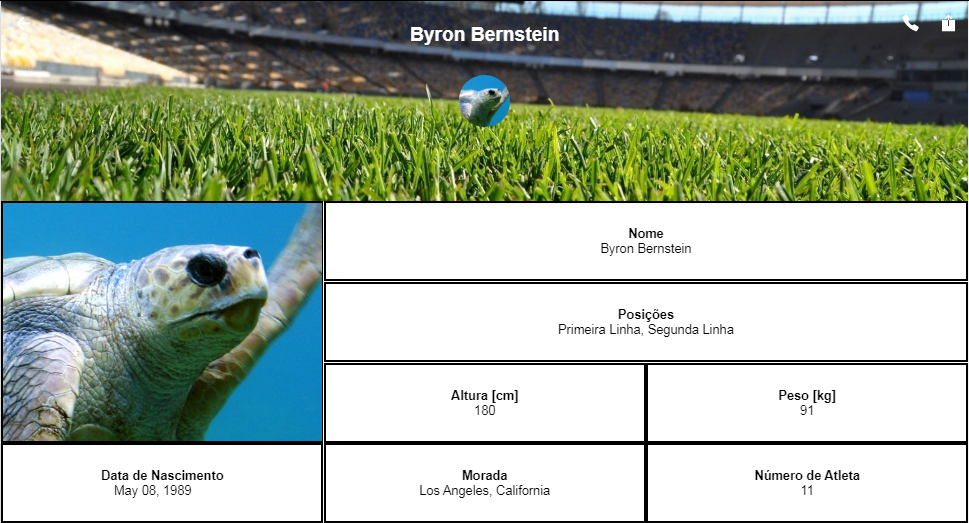 Byron Bernstein
Nome
Byron Bernstein
Posições
Primeira Linha, Segunda Linha
Altura [cm]
180
Peso [kg]
91
Data de Nascimento
May 08, 1989
Morada
Los Angeles, California
Número de Atleta
11